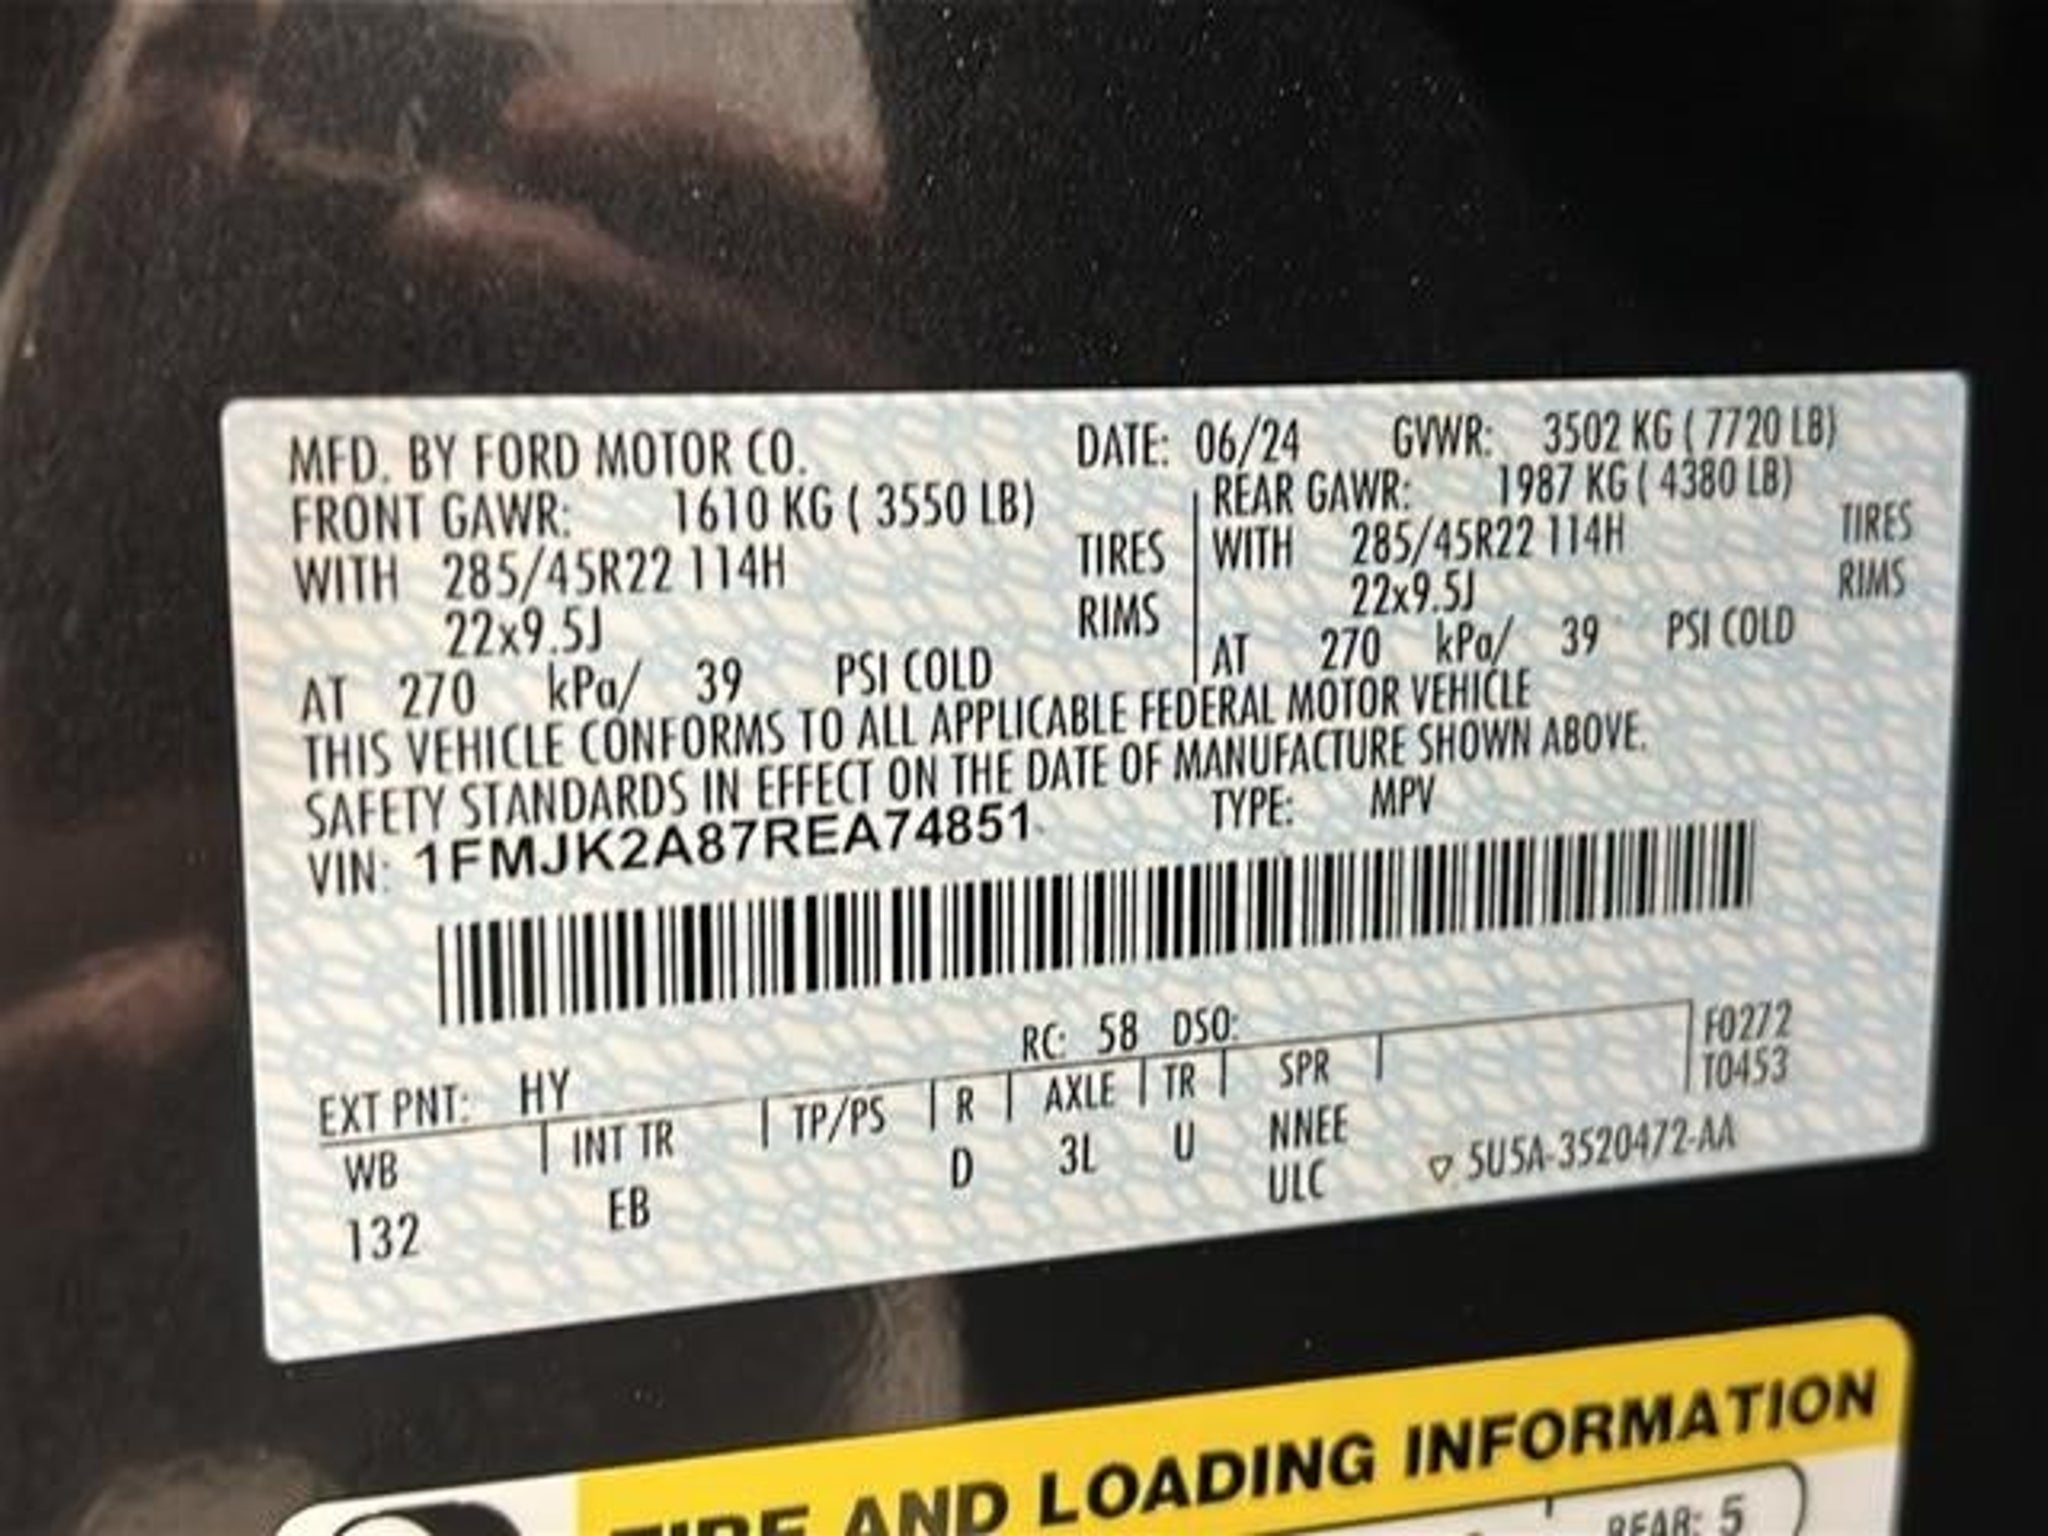 MFD. BY FORD MOTOR CO. DATE: 06/24 GVWR: 3502 KG ( 7720 LB)
FRONT GAWR: 1610 KG ( 3550 LB) REAR GAWR: 1987 KG ( 4380 LB)
WITH 285/45R22 114H TIRES WITH 285/45R22 114H TIRES
22x9.5J RIMS 22x9.5J RIMS
AT 270 kPa/ 39 PSI COLD AT 270 kPa/ 39 PSI COLD
THIS VEHICLE CONFORMS TO ALL APPLICABLE FEDERAL MOTOR VEHICLE
SAFETY STANDARDS IN EFFECT ON THE DATE OF MANUFACTURE SHOWN ABOVE.
VIN: 1FMJK2A87REA74851 TYPE: MPV
F0272
EXT PNT: HY RC: 58 DSO: T0453
WB INT TR TP/PS R AXLE TR SPR
132 EB D 3L U NNEE
ULC ▽ 5U5A-3520472-AA
TIRE AND LOADING INFORMATION
REAR: 5